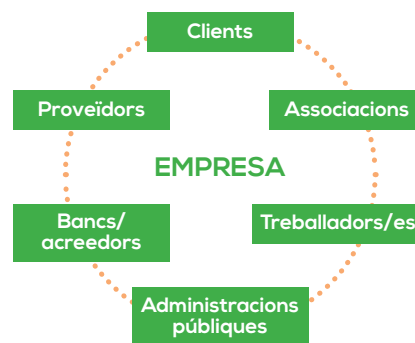 Clients
Proveïdors
Associacions
EMPRESA
Bancs/
acreedors
Treballadors/es
Administracions
públiques